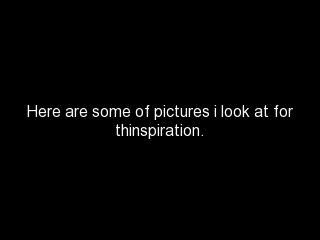 Here are some of pictures i look at for
thinspiration.